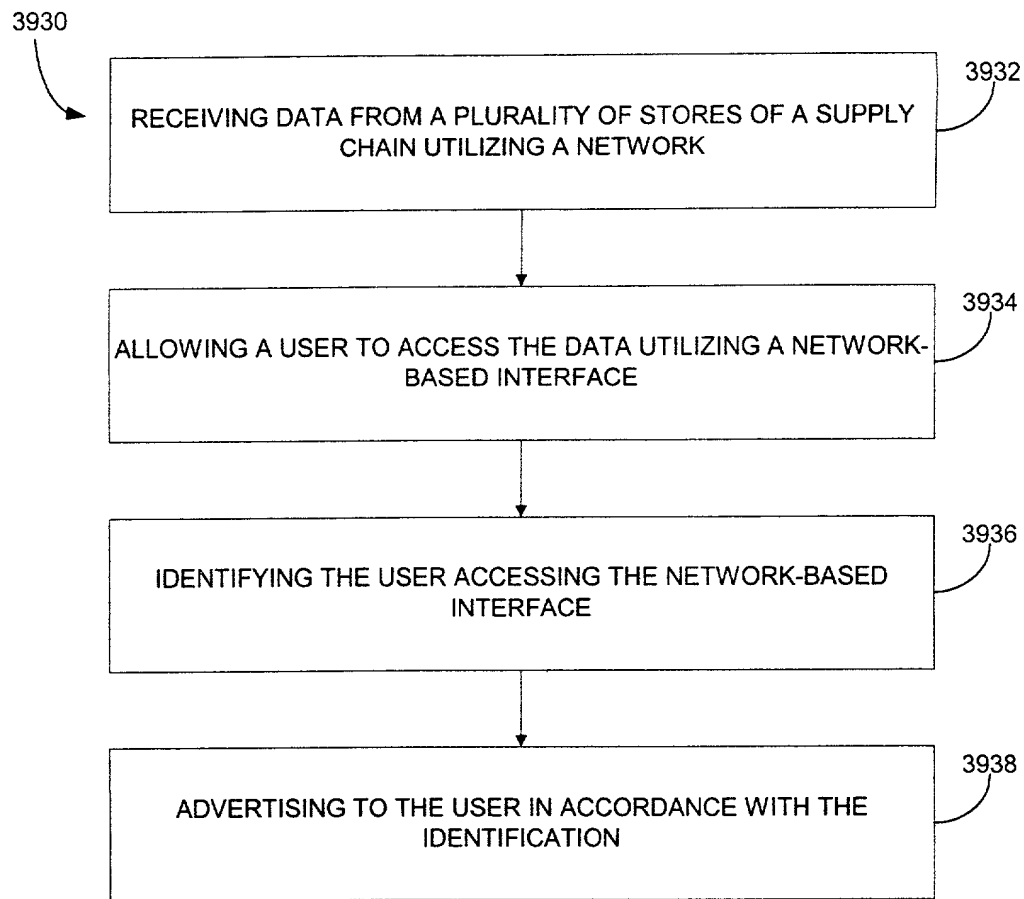 3930
3932
RECEIVING DATA FROM A PLURALITY OF STORES OF A SUPPLY
CHAIN UTILIZING A NETWORK
3934
ALLOWING A USER TO ACCESS THE DATA UTILIZING A NETWORK-
BASED INTERFACE
3936
IDENTIFYING THE USER ACCESSING THE NETWORK-BASED
INTERFACE
3938
ADVERTISING TO THE USER IN ACCORDANCE WITH THE
IDENTIFICATION